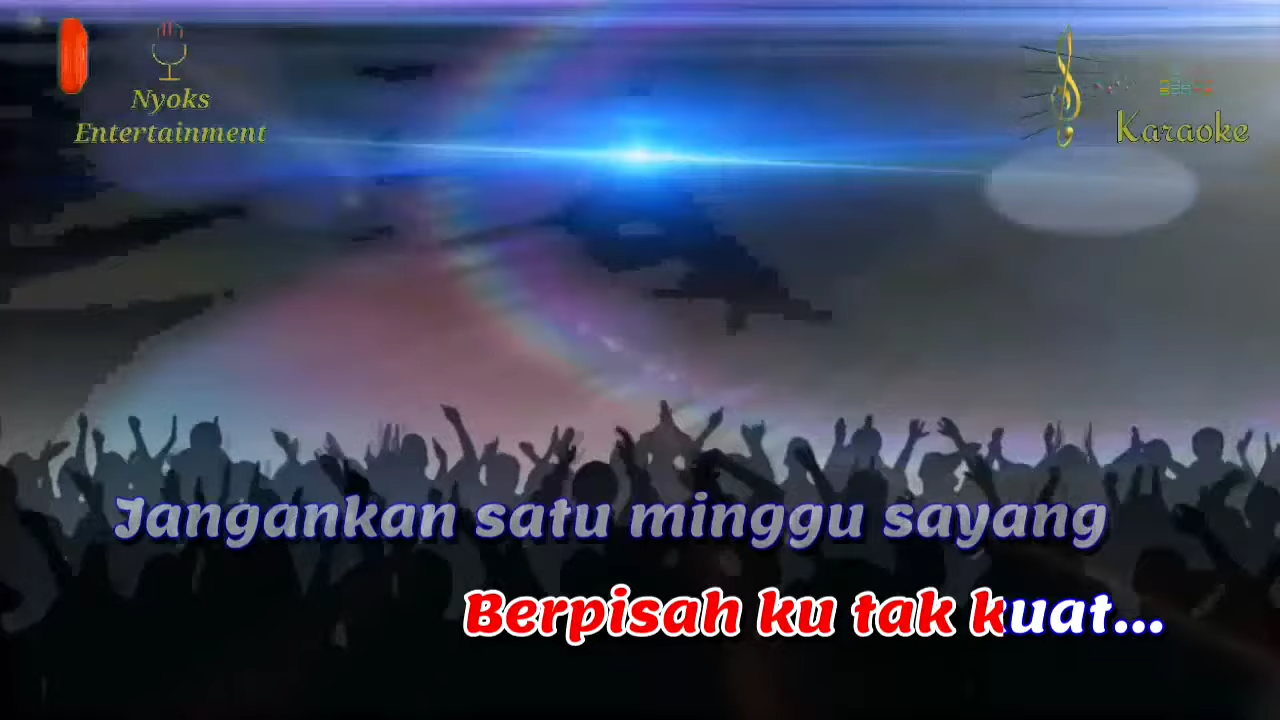 Nyoks
Entertainment
Karaoke
Jangankan satu minggu sayang
Berpisah ku tak kuat...